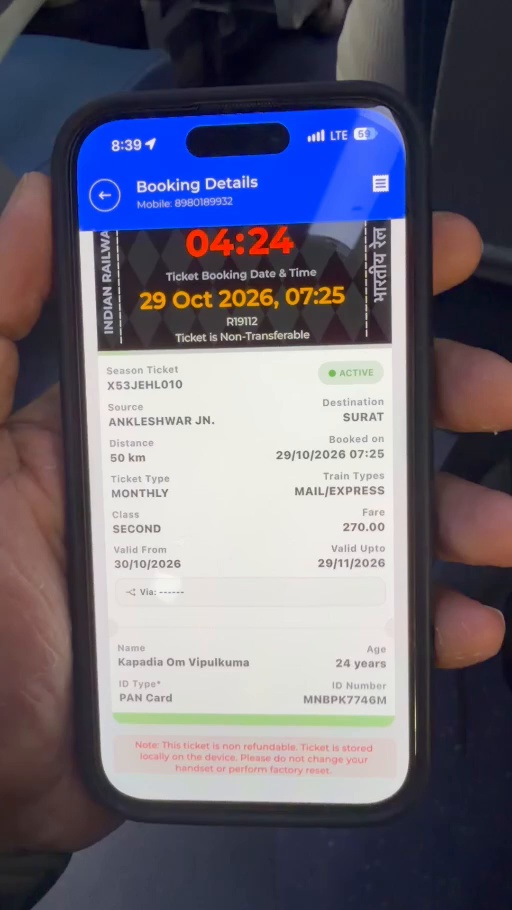 8:39
LTE 59
Booking Details
Mobile: 8980189932
INDIAN RAILWA
04:24
भारतीय रेल
Ticket Booking Date & Time
29 Oct 2026, 07:25
R19112
Ticket is Non-Transferable
Season Ticket
X53JEHL010
ACTIVE
Source
ANKLESHWAR JN.
Destination
SURAT
Distance
50 km
Booked on
29/10/2026 07:25
Ticket Type
MONTHLY
Train Types
MAIL/EXPRESS
Class
SECOND
Fare
270.00
Valid From
30/10/2026
Valid Upto
29/11/2026
Via: ------
Name
Kapadia Om Vipulkuma
Age
24 years
ID Type*
PAN Card
ID Number
MNBPK7746M
Note: This ticket is non refundable. Ticket is stored
locally on the device. Please do not change your
handset or perform factory reset.